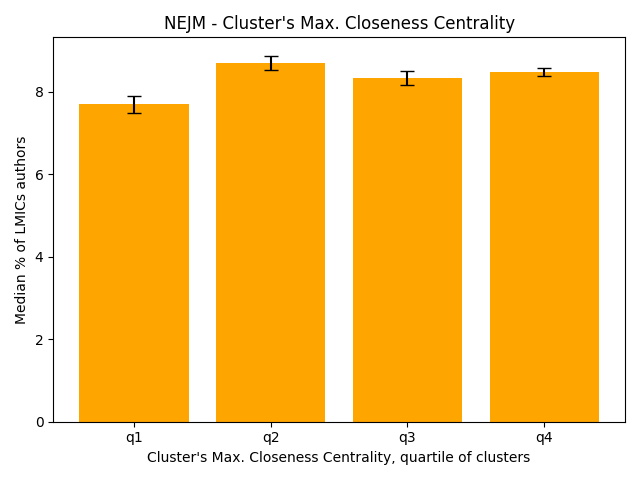 NEJM - Cluster's Max. Closeness Centrality
Median % of LMICs authors
8
6
4
2
0
q1 q2 q3 q4
Cluster's Max. Closeness Centrality, quartile of clusters